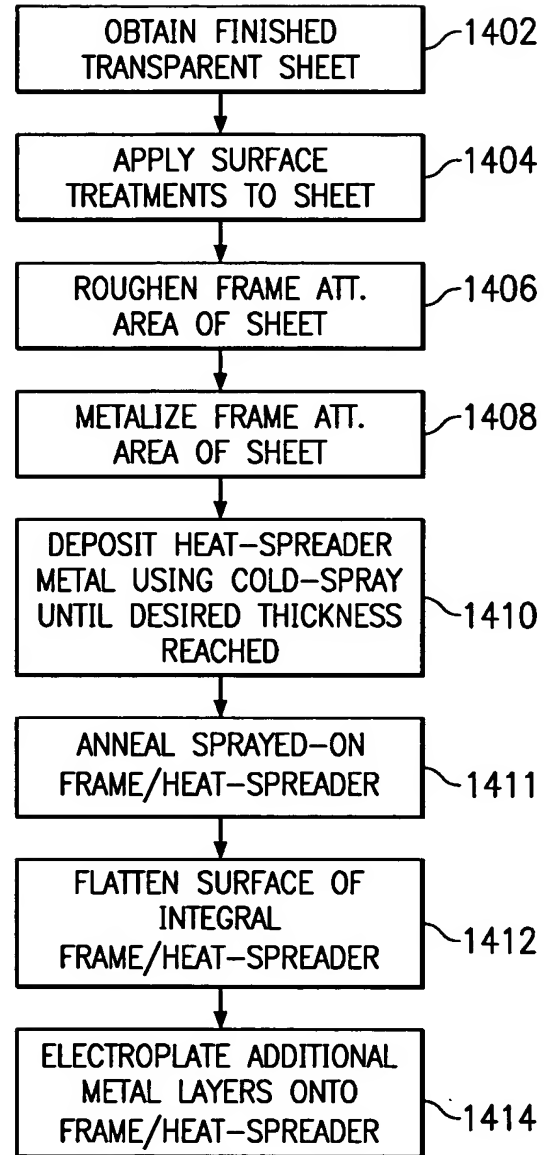 OBTAIN FINISHED
TRANSPARENT SHEET
1402
APPLY SURFACE
TREATMENTS TO SHEET
1404
ROUGHEN FRAME ATT.
AREA OF SHEET
1406
METALIZE FRAME ATT.
AREA OF SHEET
1408
DEPOSIT HEAT-SPREADER
METAL USING COLD-SPRAY
UNTIL DESIRED THICKNESS
REACHED
1410
ANNEAL SPRAYED-ON
FRAME/HEAT-SPREADER
1411
FLATTEN SURFACE OF
INTEGRAL
FRAME/HEAT-SPREADER
1412
ELECTROPLATE ADDITIONAL
METAL LAYERS ONTO
FRAME/HEAT-SPREADER
1414